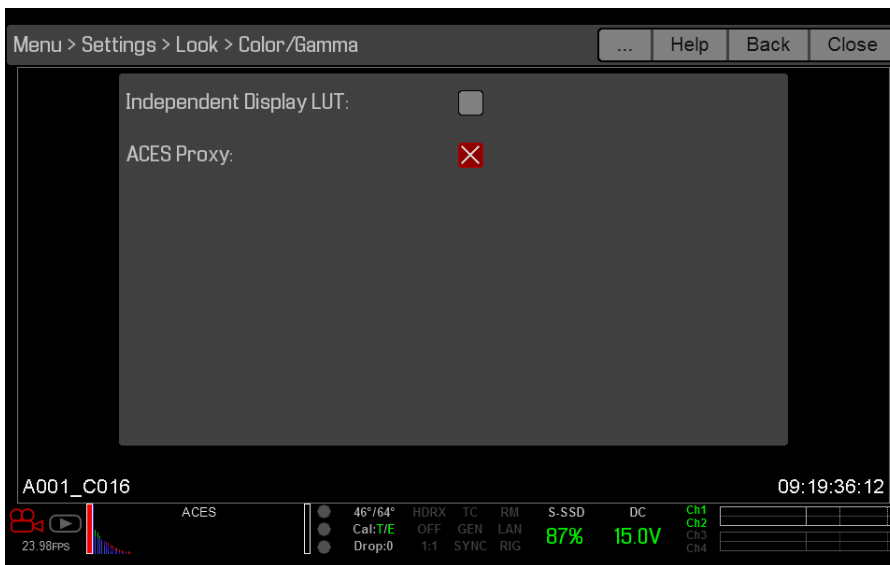 Menu > Settings > Look > Color/Gamma ... Help Back Close
Independent Display LUT:
ACES Proxy:
A001_C016 09:19:36:12
ACES 46°/64° HDRX TC RM S-SSD DC Ch1
Ch2
Cal:T/E OFF GEN LAN 87% 15.0V Ch3
23.98FPS Drop:0 1:1 SYNC RIG Ch4